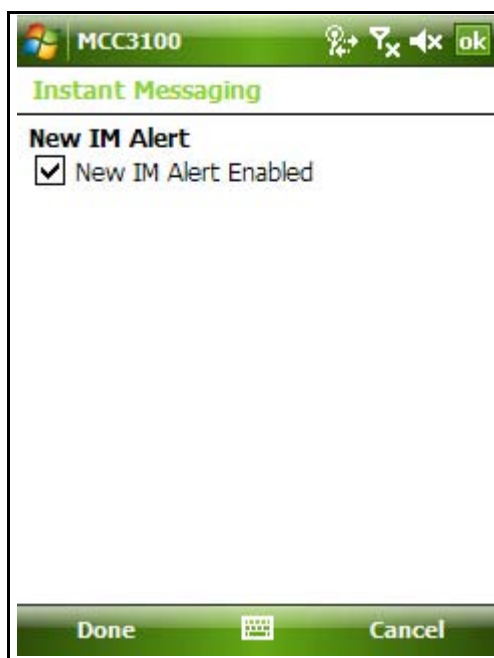 MCC3100 ok
Instant Messaging
New IM Alert
New IM Alert Enabled
Done Cancel